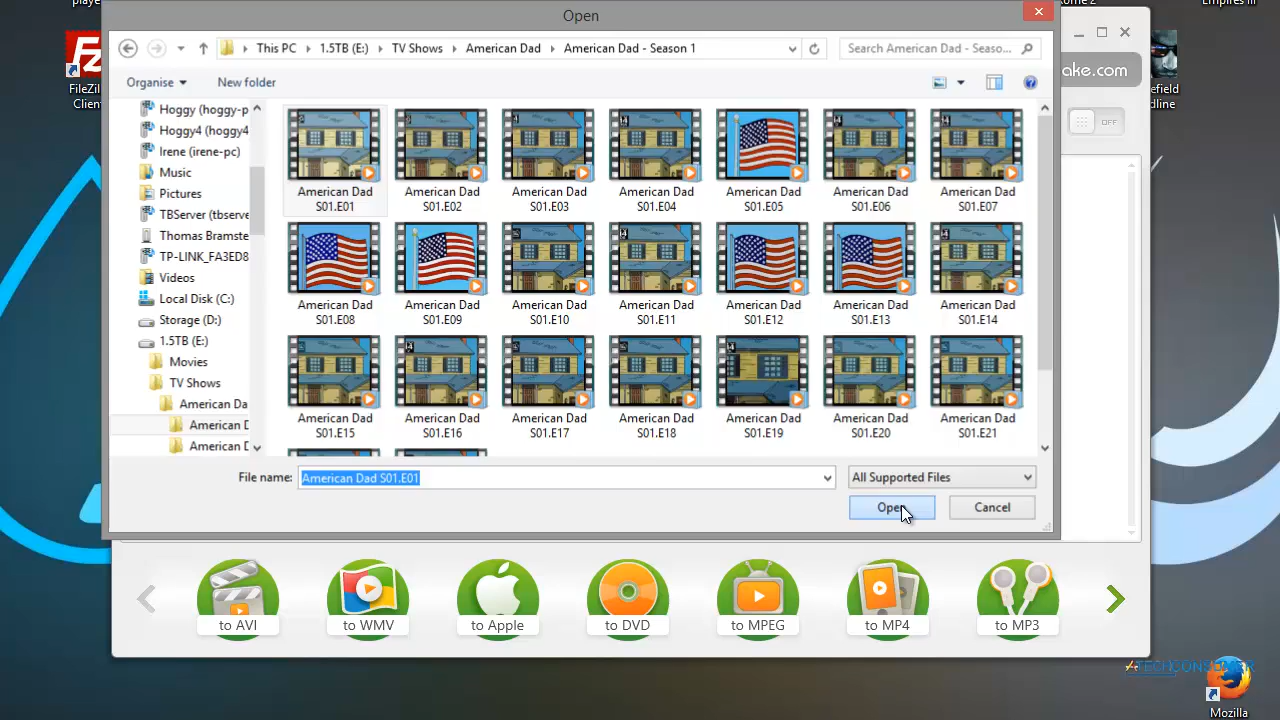 playe
Rome 2
Empires III
Open
FileZil
Client
This PC
1.5TB (E:)
TV Shows
American Dad
American Dad - Season 1
Search American Dad - Seaso...
ake.com
efield
dline
Organise
New folder
OFF
Hoggy (hoggy-p
Hoggy4 (hoggy4
Irene (irene-pc)
Music
Pictures
TBServer (tbserve
Thomas Bramste
TP-LINK_FA3ED8
Videos
Local Disk (C:)
Storage (D:)
1.5TB (E:)
Movies
TV Shows
American Da
American D
American D
American Dad
S01.E01
American Dad
S01.E02
American Dad
S01.E03
American Dad
S01.E04
American Dad
S01.E05
American Dad
S01.E06
American Dad
S01.E07
American Dad
S01.E08
American Dad
S01.E09
American Dad
S01.E10
American Dad
S01.E11
American Dad
S01.E12
American Dad
S01.E13
American Dad
S01.E14
American Dad
S01.E15
American Dad
S01.E16
American Dad
S01.E17
American Dad
S01.E18
American Dad
S01.E19
American Dad
S01.E20
American Dad
S01.E21
File name:
American Dad S01.E01
All Supported Files
Open
Cancel
to AVI
to WMV
to Apple
to DVD
to MPEG
to MP4
to MP3
Mozilla